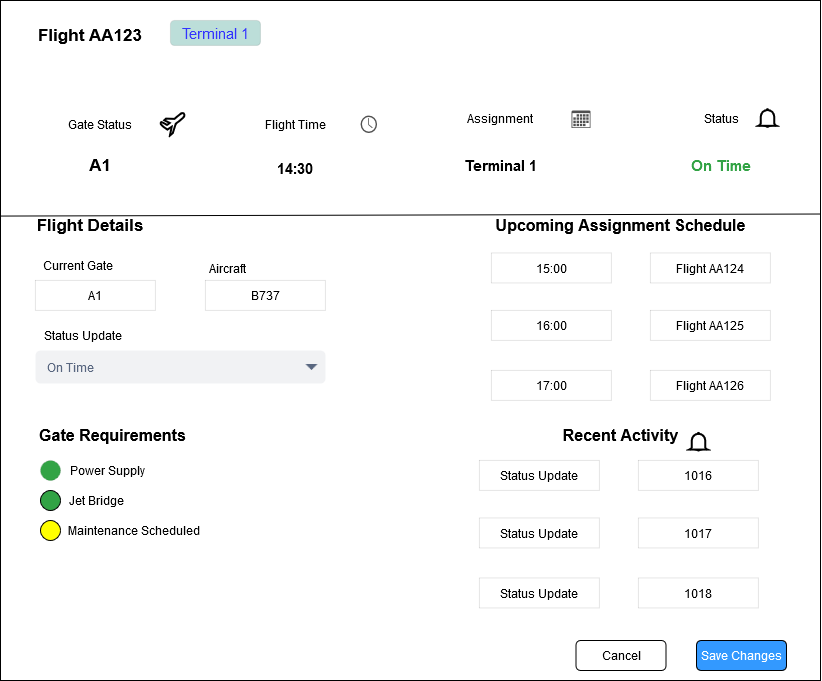 Flight AA123
Terminal 1
Gate Status
Flight Time
Assignment
Status
A1
14:30
Terminal 1
On Time
Flight Details
Current Gate
Aircraft
A1
B737
Status Update
On Time
Gate Requirements
Power Supply
Jet Bridge
Maintenance Scheduled
Upcoming Assignment Schedule
15:00
Flight AA124
16:00
Flight AA125
17:00
Flight AA126
Recent Activity
Status Update
1016
Status Update
1017
Status Update
1018
Cancel
Save Changes